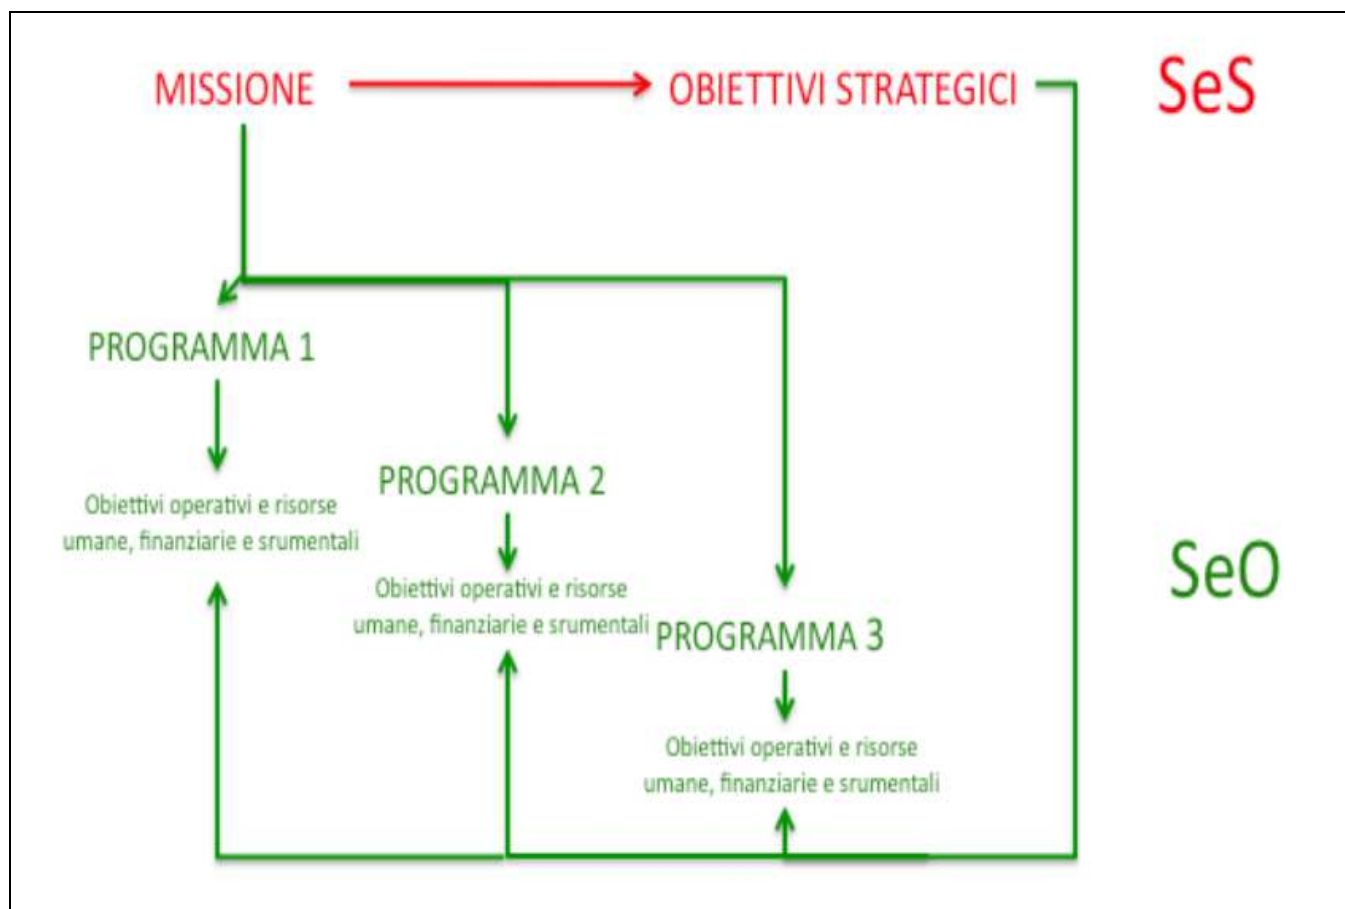 MISSIONE
OBIETTIVI STRATEGICI
SeS
PROGRAMMA 1
Obiettivi operativi e risorse
umane, finanziarie e srumentali
PROGRAMMA 2
Obiettivi operativi e risorse
umane, finanziarie e srumentali
PROGRAMMA 3
Obiettivi operativi e risorse
umane, finanziarie e srumentali
SeO